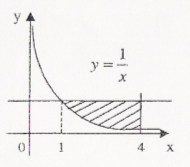 y
y = 1/x
0 1 4 x